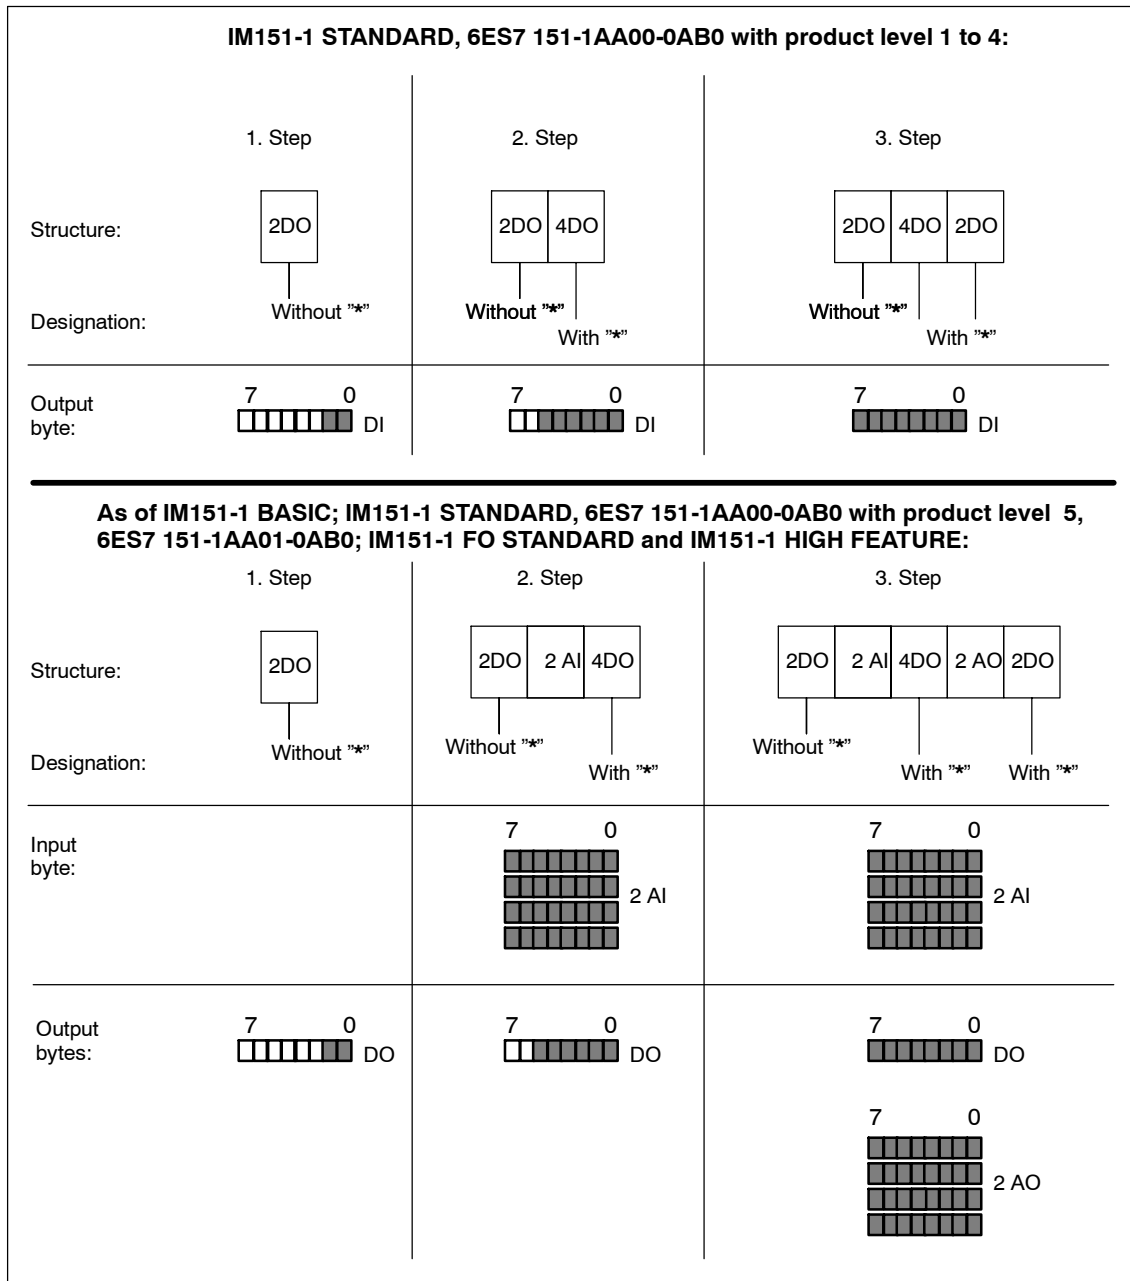 IM151-1 STANDARD, 6ES7 151-1AA00-0AB0 with product level 1 to 4:
1. Step 2. Step 3. Step
Structure: 2DO 2DO 4DO 2DO 4DO 2DO
Designation: Without ”*” Without ”*” Without ”*”
With ”*” With ”*”
Output 7 0 7 0 7 0
byte: DI DI DI
As of IM151-1 BASIC; IM151-1 STANDARD, 6ES7 151-1AA00-0AB0 with product level 5,
6ES7 151-1AA01-0AB0; IM151-1 FO STANDARD and IM151-1 HIGH FEATURE:
1. Step 2. Step 3. Step
Structure: 2DO 2DO 2 AI 4DO 2DO 2 AI 4DO 2 AO 2DO
Designation: Without ”*” Without ”*” Without ”*”
With ”*” With ”*” With ”*”
Input 7 0 7 0
byte: 2 AI 2 AI
Output 7 0 7 0 7 0
bytes: DO DO DO
7 0
2 AO